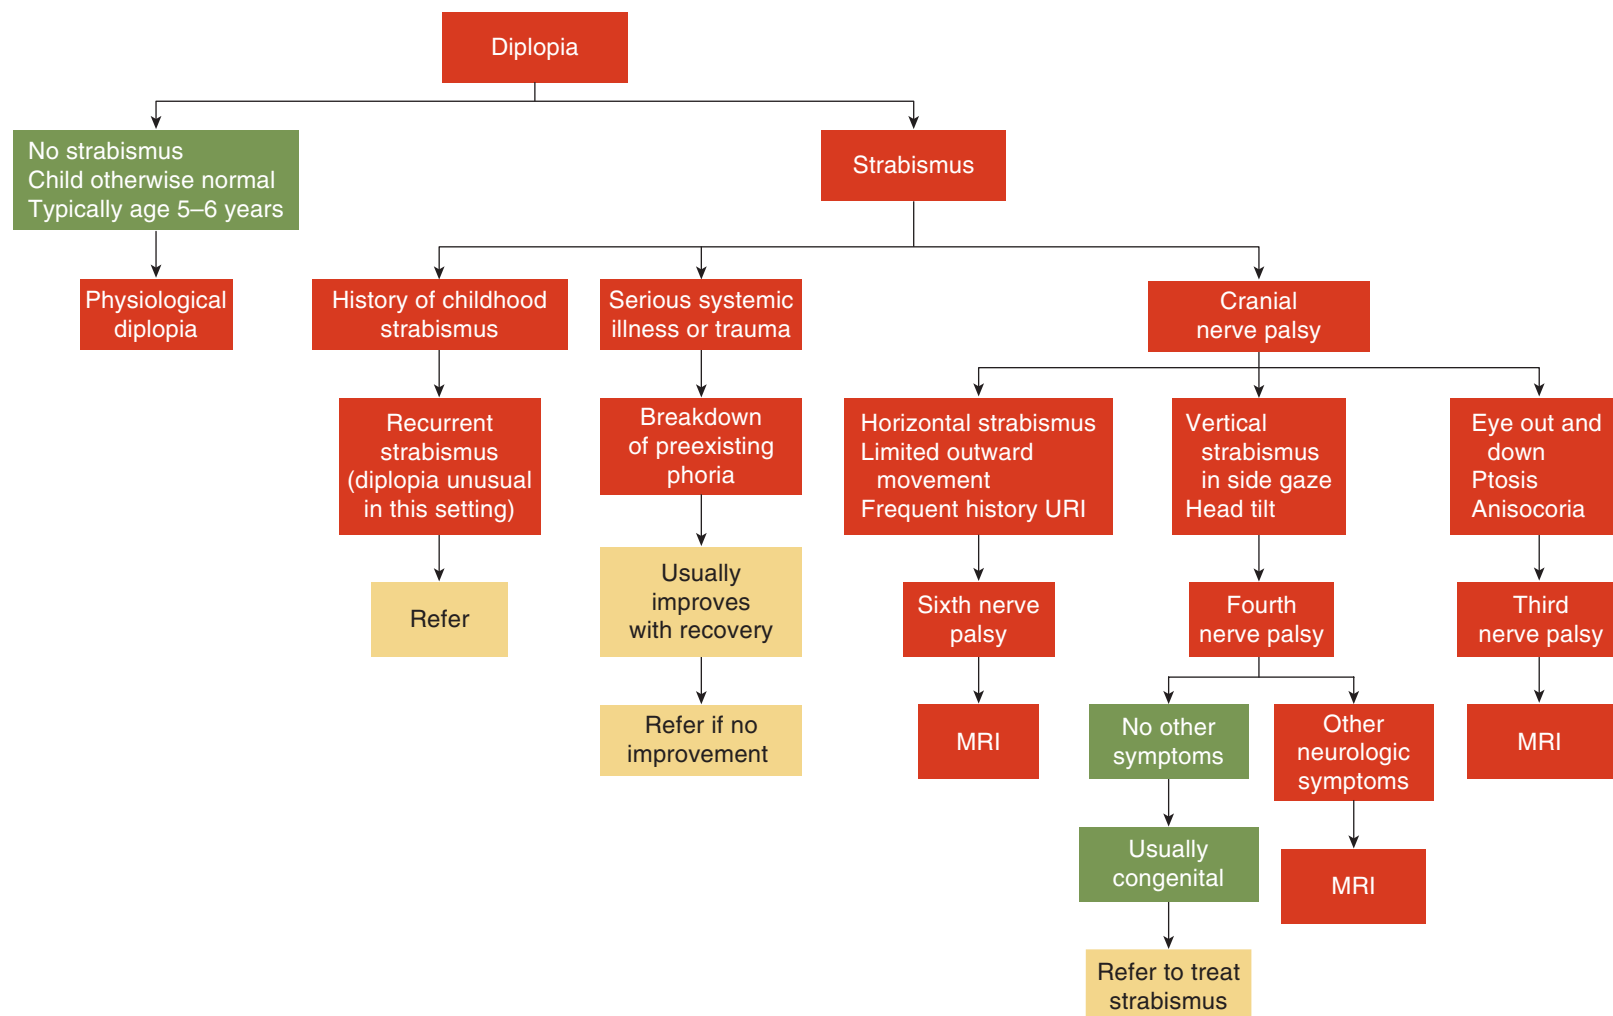 Diplopia
No strabismus
Child otherwise normal
Typically age 5–6 years
Strabismus
Physiological
diplopia
History of childhood
strabismus
Serious systemic
illness or trauma
Cranial
nerve palsy
Recurrent
strabismus
(diplopia unusual
in this setting)
Breakdown
of preexisting
phoria
Horizontal strabismus
Limited outward
movement
Frequent history URI
Vertical
strabismus
in side gaze
Head tilt
Eye out and
down
Ptosis
Anisocoria
Refer
Usually
improves
with recovery
Sixth nerve
palsy
Fourth
nerve palsy
Third
nerve palsy
Refer if no
improvement
MRI
No other
symptoms
Other
neurologic
symptoms
MRI
Usually
congenital
MRI
Refer to treat
strabismus